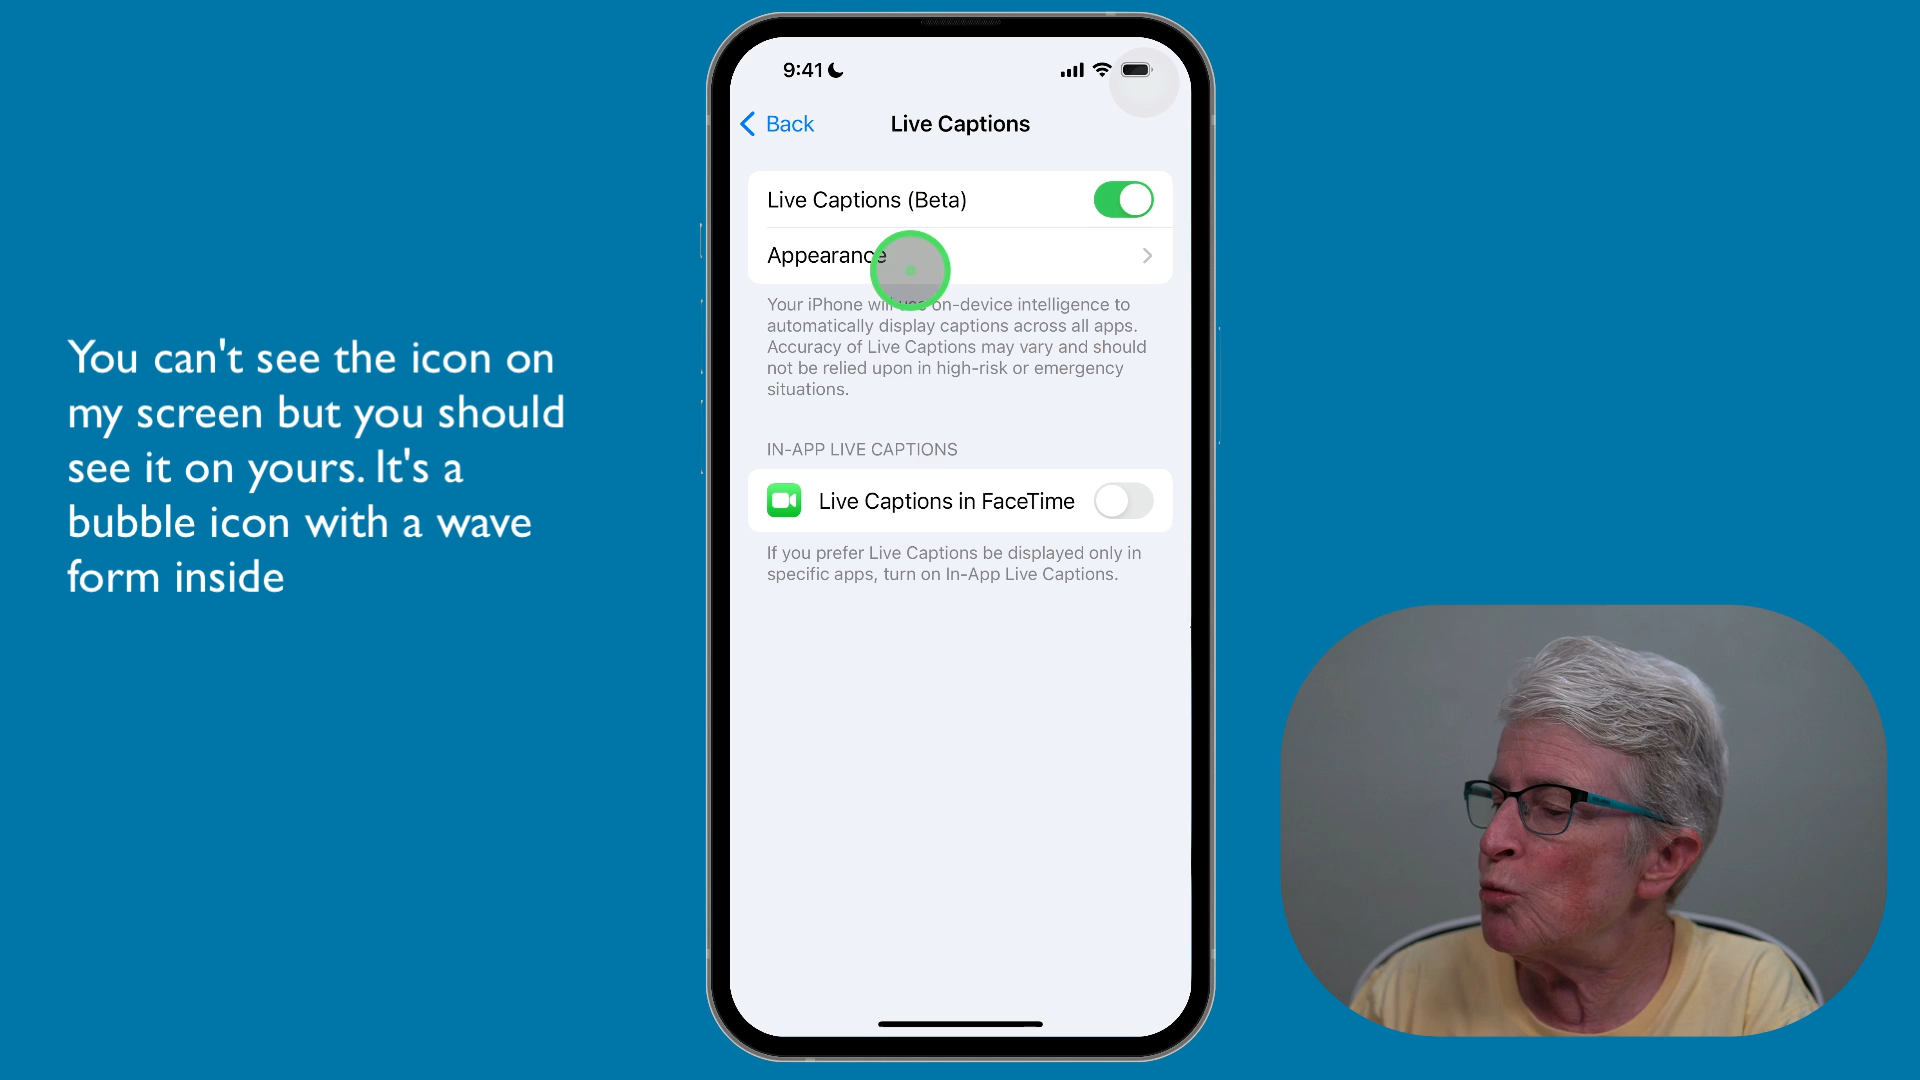 You can't see the icon on
my screen but you should
see it on yours. It's a
bubble icon with a wave
form inside
9:41
Back
Live Captions
Live Captions (Beta)
Appearance
Your iPhone will use on-device intelligence to
automatically display captions across all apps.
Accuracy of Live Captions may vary and should
not be relied upon in high-risk or emergency
situations.
IN-APP LIVE CAPTIONS
Live Captions in FaceTime
If you prefer Live Captions be displayed only in
specific apps, turn on In-App Live Captions.